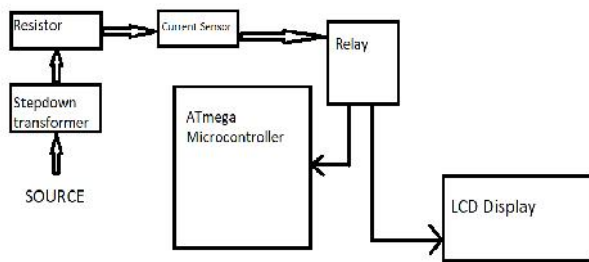 Resistor
Current Sensor
Relay
Stepdown
transformer
ATmega
Microcontroller
SOURCE
LCD Display